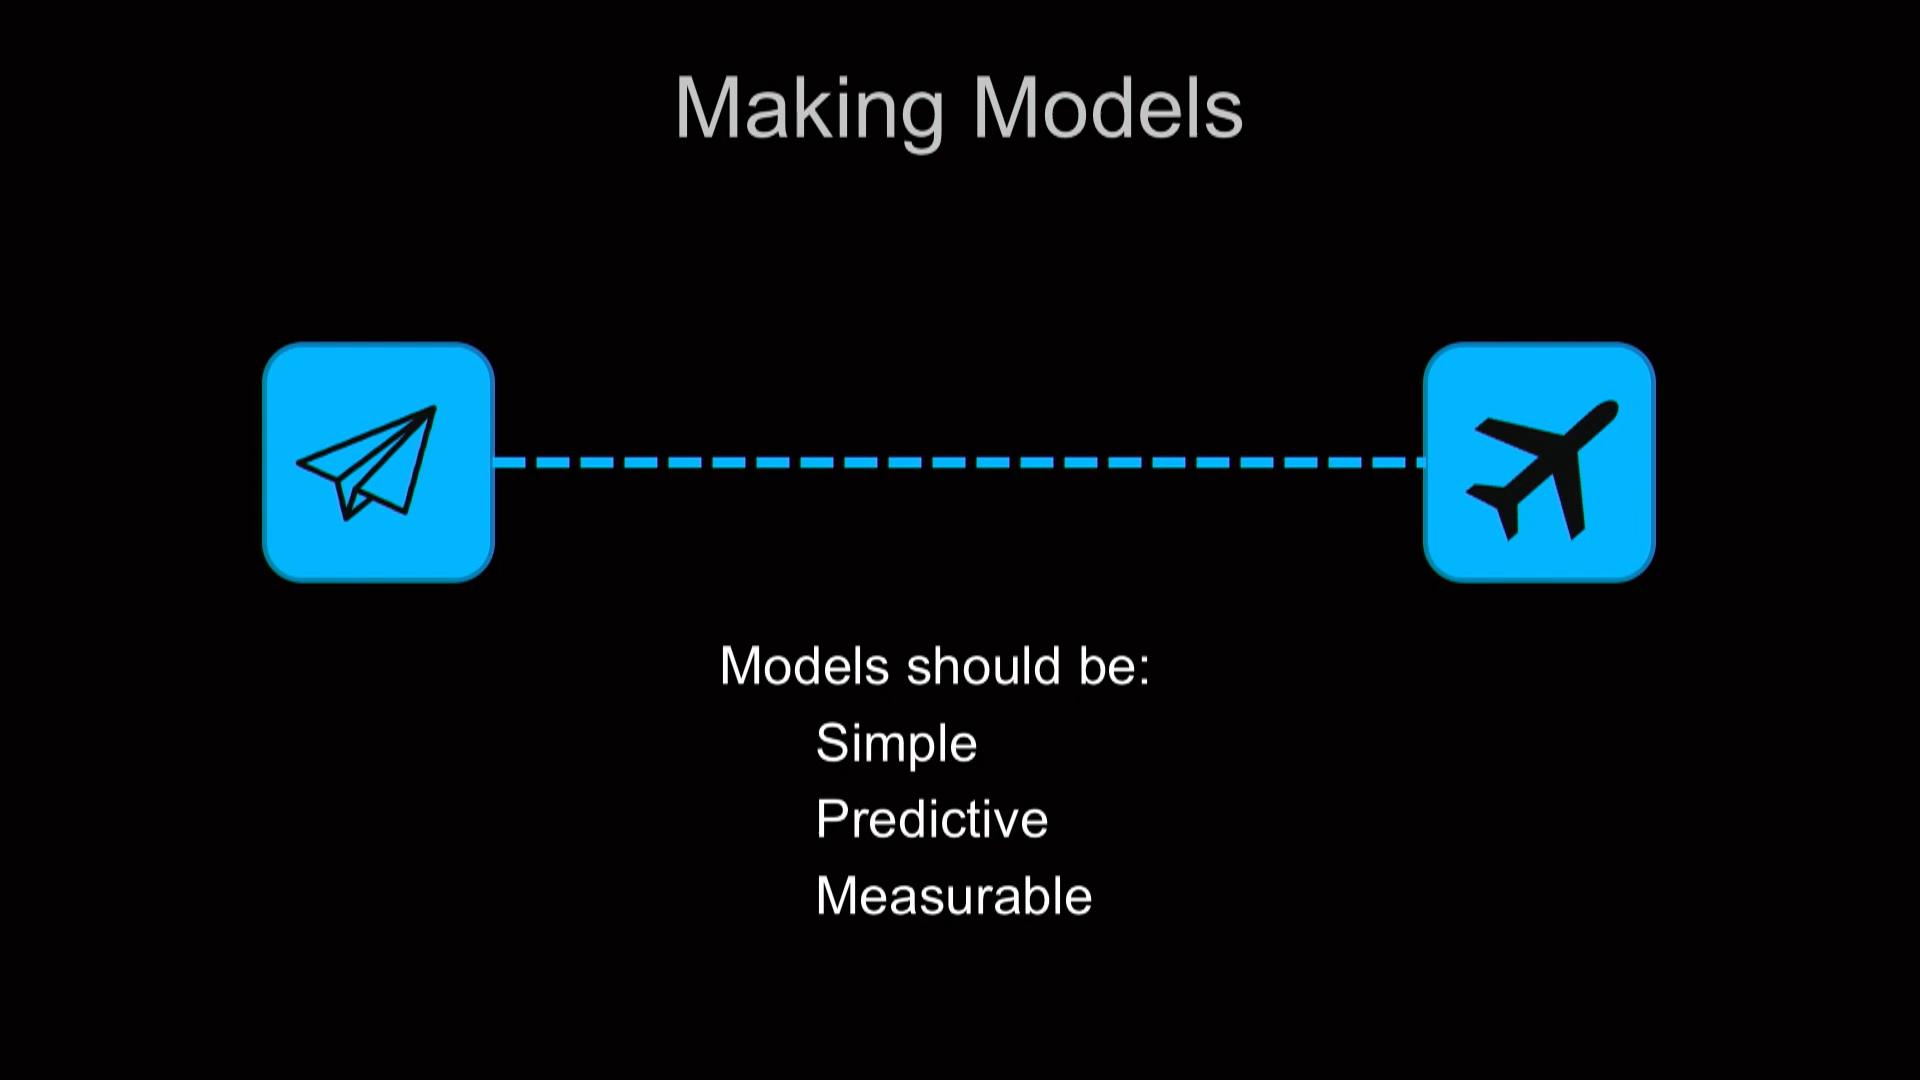 Making Models
Models should be:
Simple
Predictive
Measurable